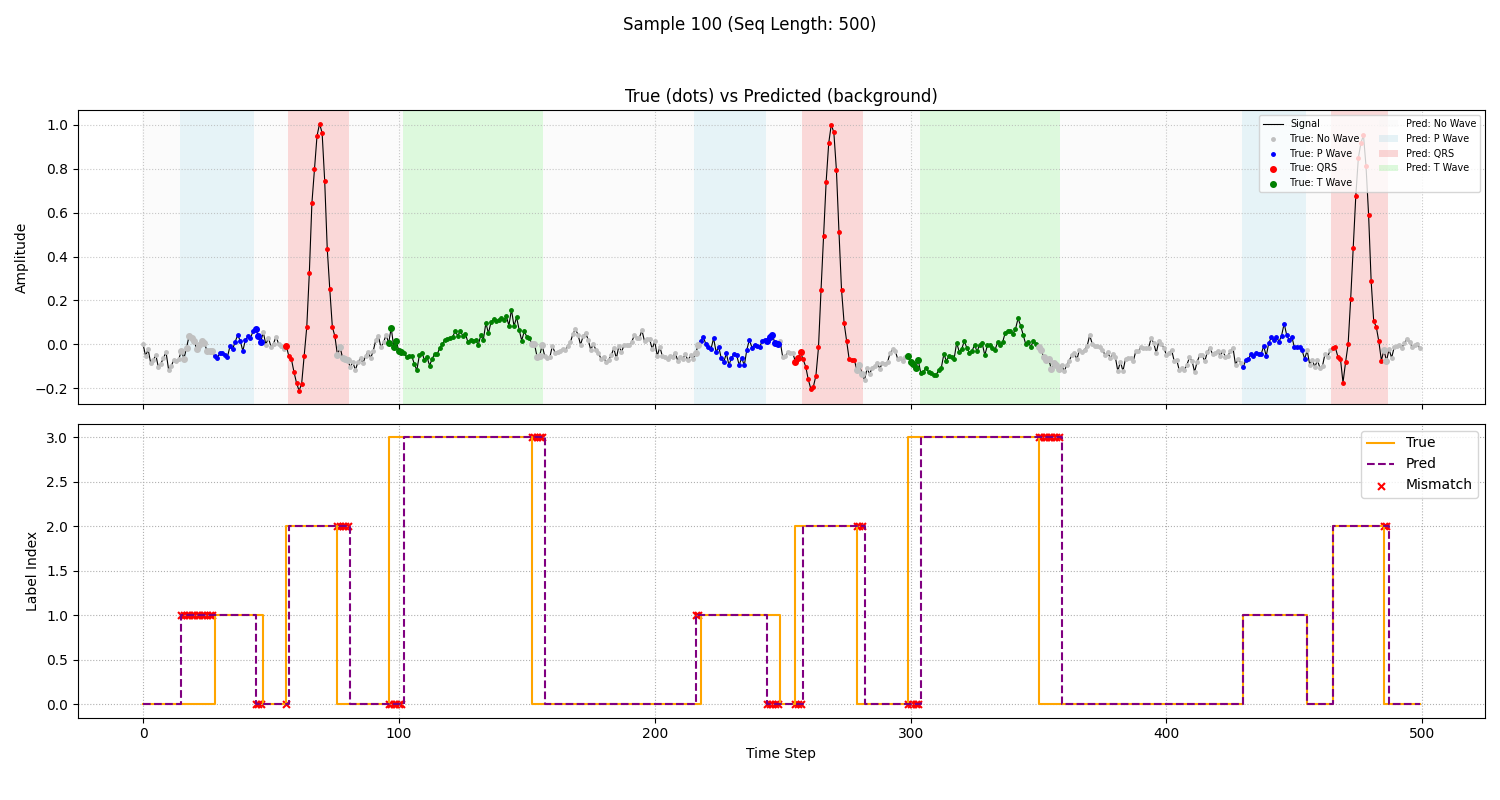 Sample 100 (Seq Length: 500)
True (dots) vs Predicted (background)
1.0
0.8
0.6
0.4
0.2
0.0
−0.2
Amplitude
Signal
True: No Wave
True: P Wave
True: QRS
True: T Wave
Pred: No Wave
Pred: P Wave
Pred: QRS
Pred: T Wave
3.0
2.5
2.0
1.5
1.0
0.5
0.0
Label Index
True
Pred
Mismatch
0 100 200 300 400 500
Time Step